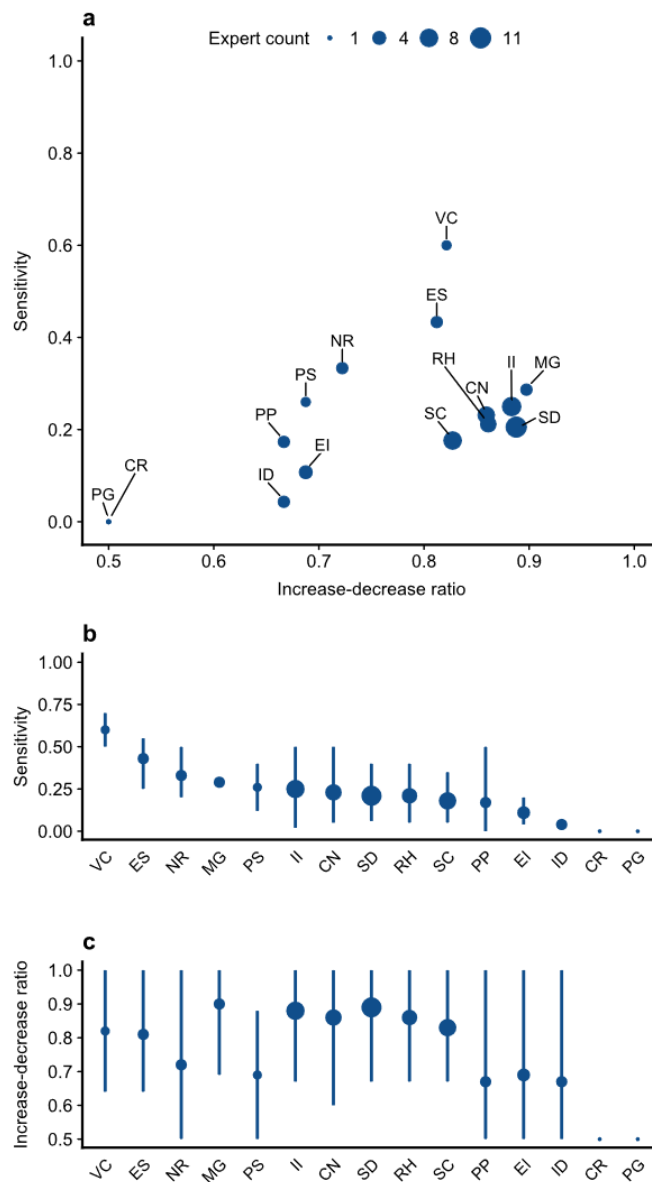 a
Expert count 1 4 8 11
1.0
0.8
0.6
0.4
0.2
0.0
Sensitivity
VC
ES
NR
RH
II
MG
PS
CN
PP
SC
SD
EI
ID
CR
PG
0.5 0.6 0.7 0.8 0.9 1.0
Increase-decrease ratio
b
1.00
0.75
0.50
0.25
0.00
Sensitivity
VC ES NR MG PS II CN SD RH SC PP EI ID CR PG
c
1.0
0.9
0.8
0.7
0.6
0.5
Increase-decrease ratio
VC ES NR MG PS II CN SD RH SC PP EI ID CR PG